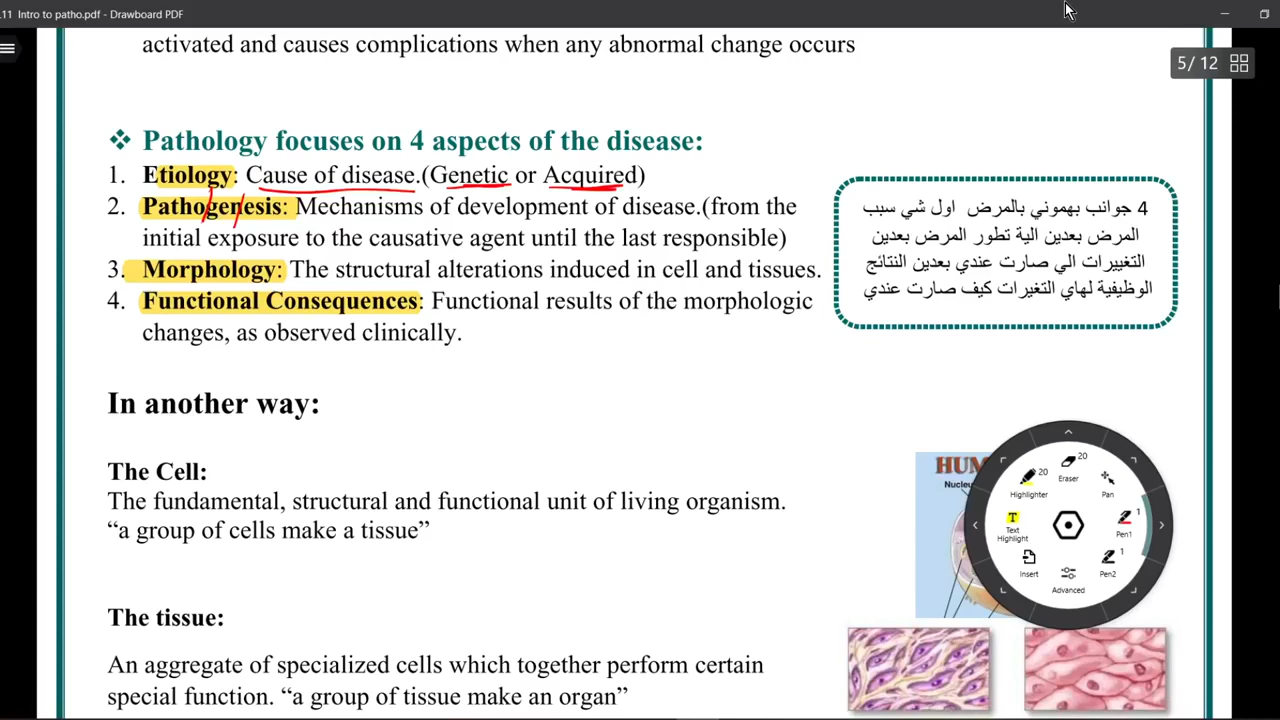 .11 Intro to patho.pdf - Drawboard PDF
activated and causes complications when any abnormal change occurs
5/ 12
❖ Pathology focuses on 4 aspects of the disease:
1. Etiology: Cause of disease.(Genetic or Acquired)
2. Pathogenesis: Mechanisms of development of disease.(from the
initial exposure to the causative agent until the last responsible)
3. Morphology: The structural alterations induced in cell and tissues.
4. Functional Consequences: Functional results of the morphologic
changes, as observed clinically.
4 جوانب بهموني بالمرض اول شي سبب
المرض بعدين الية تطور المرض بعدين
التغييرات الي صارت عندي بعدين النتائج
الوظيفية لهاي التغيرات كيف صارت عندي
In another way:
The Cell:
The fundamental, structural and functional unit of living organism.
“a group of cells make a tissue”
HUM
Nucle
20
Eraser
20
Highlighter
Pan
T
Text
Highlight
1
Pen1
Insert
1
Pen2
Advanced
The tissue:
An aggregate of specialized cells which together perform certain
special function. “a group of tissue make an organ”